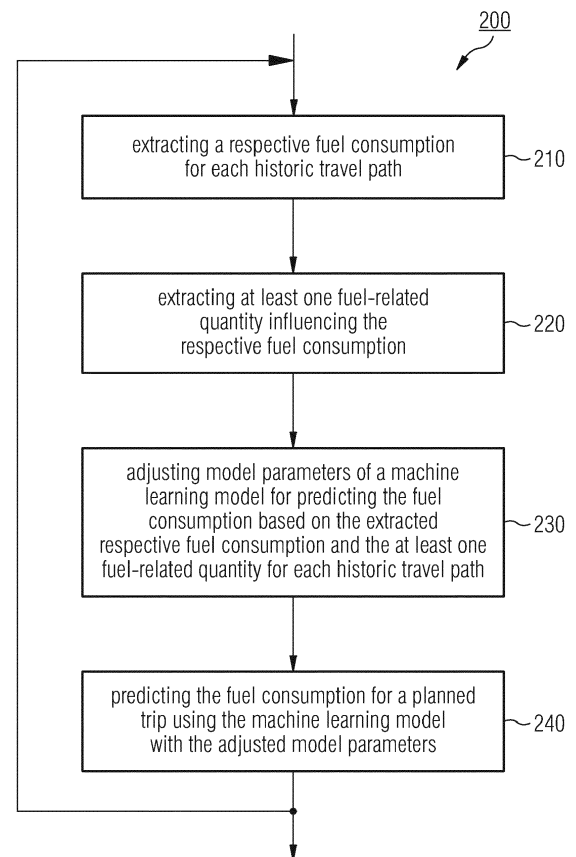 200
extracting a respective fuel consumption
for each historic travel path
210
extracting at least one fuel-related
quantity influencing the
respective fuel consumption
220
adjusting model parameters of a machine
learning model for predicting the fuel
consumption based on the extracted
respective fuel consumption and the at least one
fuel-related quantity for each historic travel path
230
predicting the fuel consumption for a planned
trip using the machine learning model
with the adjusted model parameters
240